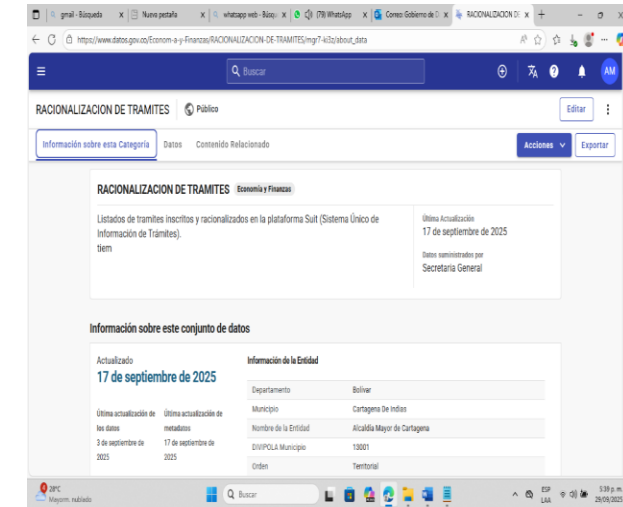 gmail - Búsqueda
Nueva pestaña
whatsapp web - Búsqu
(79) WhatsApp
Correo: Gobierno de D
RACIONALIZACION DE
https://www.datos.gov.co/Econom-a-y-Finanzas/RACIONALIZACION-DE-TRAMITES/mgr7-ki3z/about_data
Buscar
AM
RACIONALIZACION DE TRAMITES
Público
Editar
Información sobre esta Categoría
Datos
Contenido Relacionado
Acciones
Exportar
RACIONALIZACION DE TRAMITES
Economía y Finanzas
Listados de tramites inscritos y racionalizados en la plataforma Suit (Sistema Único de
Información de Trámites).
tiem
Última Actualización
17 de septiembre de 2025
Datos suministrados por
Secretaria General
Información sobre este conjunto de datos
Actualizado
17 de septiembre de 2025
Última actualización de
los datos
3 de septiembre de
2025
Última actualización de
metadatos
17 de septiembre de
2025
Información de la Entidad
Departamento Bolívar
Municipio Cartagena De Indias
Nombre de la Entidad Alcaldía Mayor de Cartagena
DIVIPOLA Municipio 13001
Orden Territorial
28°C
Mayorm. nublado
Buscar
ESP
LAA
5:39 p. m.
29/09/2025